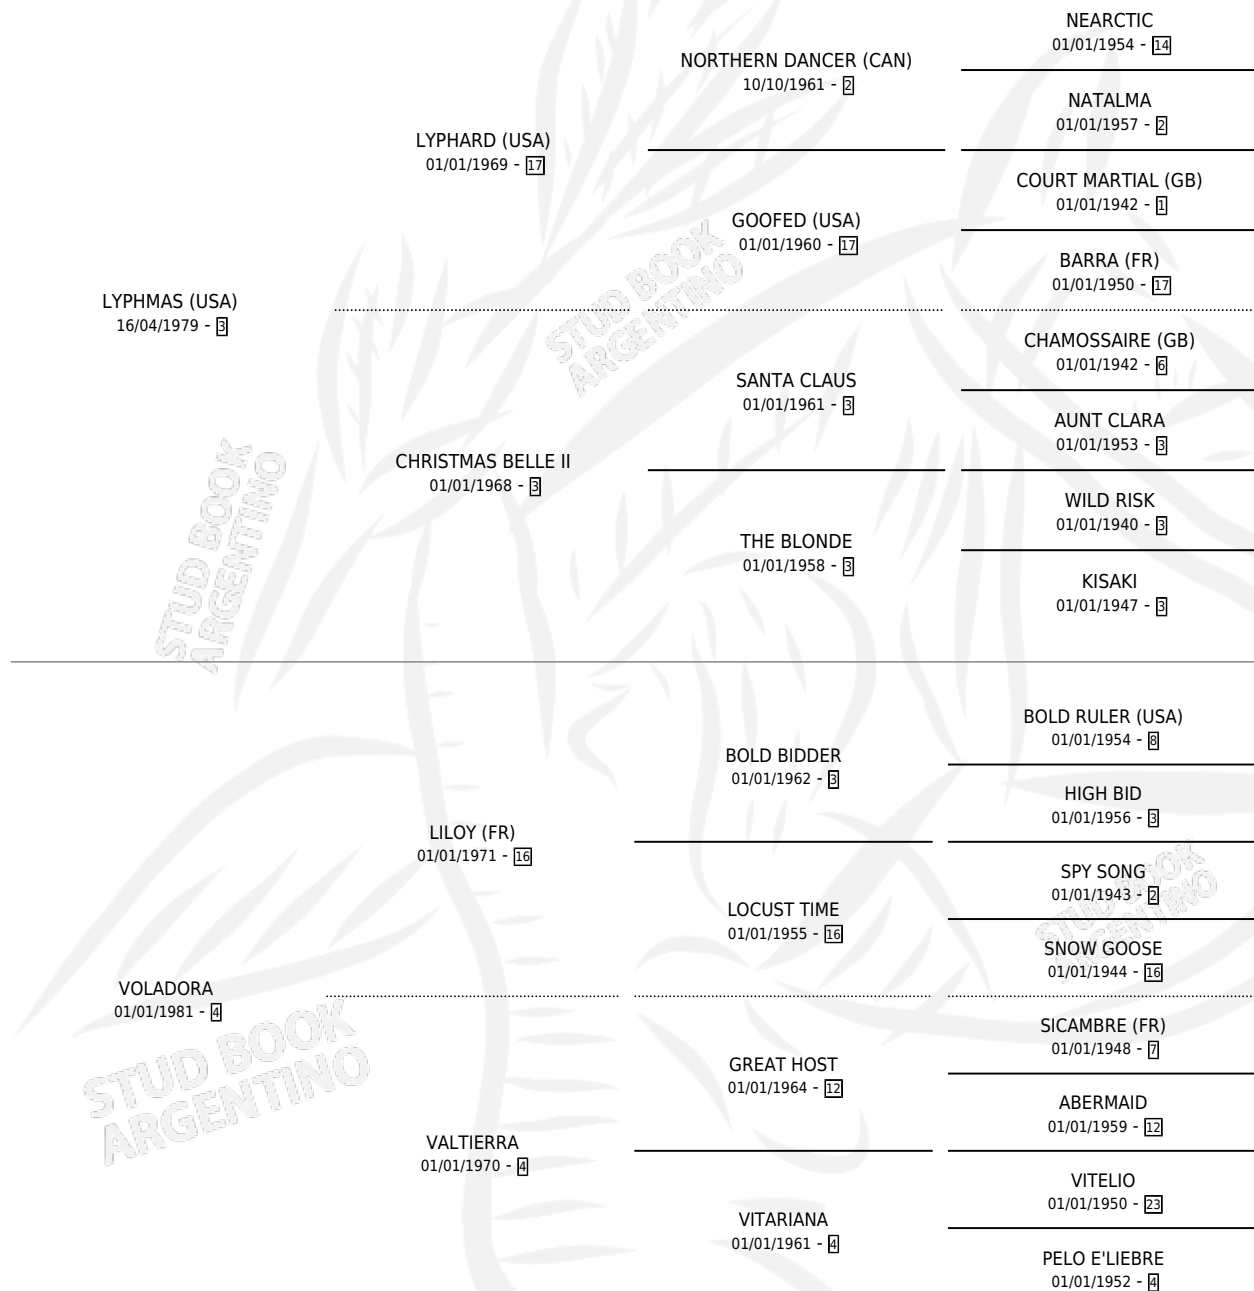 NEARCTIC
01/01/1954 - 14
NORTHERN DANCER (CAN)
10/10/1961 - 2
NATALMA
01/01/1957 - 2
LYPHARD (USA)
01/01/1969 - 17
COURT MARTIAL (GB)
01/01/1942 - 1
GOOFED (USA)
01/01/1960 - 17
BARRA (FR)
01/01/1950 - 17
LYPHMAS (USA)
16/04/1979 - 3
STUD BOOK
ARGENTINO
CHAMOSSAIRE (GB)
01/01/1942 - 6
SANTA CLAUS
01/01/1961 - 3
AUNT CLARA
01/01/1953 - 3
CHRISTMAS BELLE II
01/01/1968 - 3
WILD RISK
01/01/1940 - 3
THE BLONDE
01/01/1958 - 3
KISAKI
01/01/1947 - 3
STUD BOOK
ARGENTINO
BOLD RULER (USA)
01/01/1954 - 8
BOLD BIDDER
01/01/1962 - 3
HIGH BID
01/01/1956 - 3
LILOY (FR)
01/01/1971 - 16
SPY SONG
01/01/1943 - 2
LOCUST TIME
01/01/1955 - 16
SNOW GOOSE
01/01/1944 - 16
STUD BOOK
ARGENTINO
VOLADORA
01/01/1981 - 4
STUD BOOK
ARGENTINO
SICAMBRE (FR)
01/01/1948 - 7
GREAT HOST
01/01/1964 - 12
ABERMAID
01/01/1959 - 12
VALTIERRA
01/01/1970 - 4
VITELIO
01/01/1950 - 23
VITARIANA
01/01/1961 - 4
PELO E'LIEBRE
01/01/1952 - 4